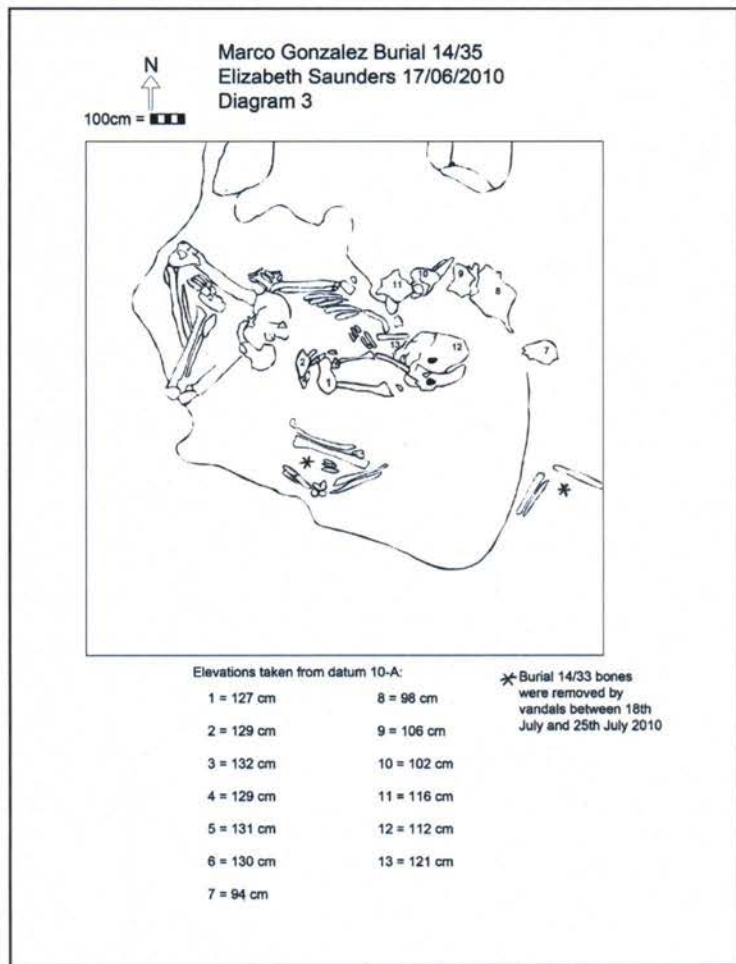 Marco Gonzalez Burial 14/35
Elizabeth Saunders 17/06/2010
Diagram 3
N
100cm =
11
10
9
8
7
12
13
2
1
Elevations taken from datum 10-A:
1 = 127 cm
2 = 129 cm
3 = 132 cm
4 = 129 cm
5 = 131 cm
6 = 130 cm
7 = 94 cm
8 = 98 cm
9 = 106 cm
10 = 102 cm
11 = 116 cm
12 = 112 cm
13 = 121 cm
* Burial 14/33 bones
were removed by
vandals between 18th
July and 25th July 2010